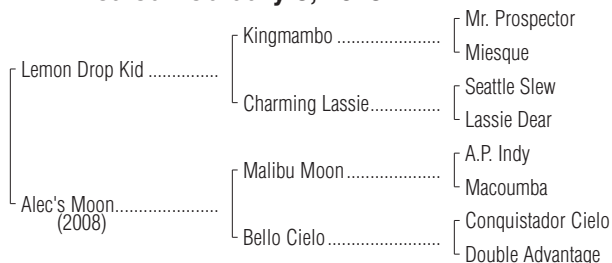 Kingmambo ..................
Mr. Prospector
Miesque
Lemon Drop Kid ...............
Charming Lassie................
Seattle Slew
Lassie Dear
Malibu Moon ....................
A.P. Indy
Macoumba
Alec's Moon......................
(2008)
Bello Cielo ........................
Conquistador Cielo
Double Advantage